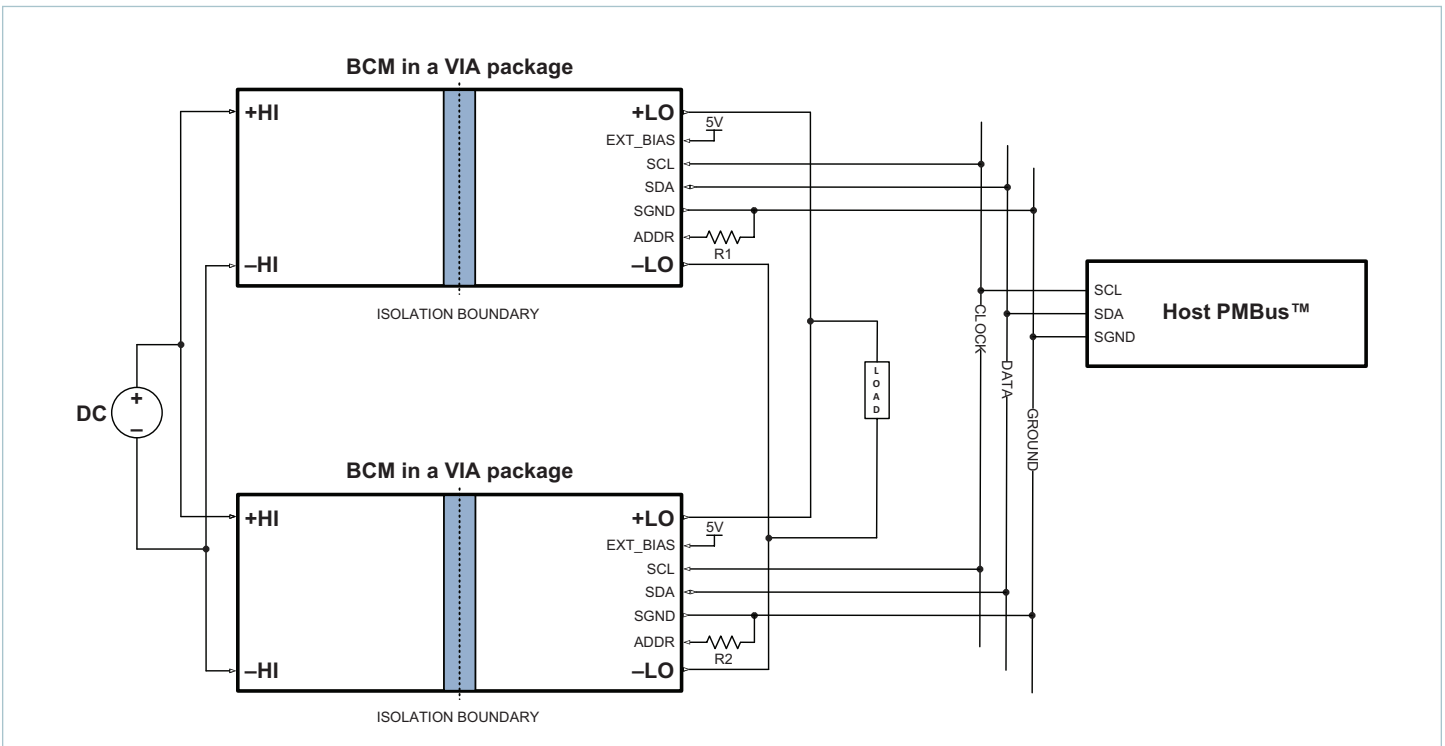 BCM in a VIA package
+HI
–HI
+LO
5V
EXT_BIAS
SCL
SDA
SGND
ADDR
R1
–LO
ISOLATION BOUNDARY
DC
+
–
L
O
A
D
CLOCK
DATA
GROUND
SCL
SDA
SGND
Host PMBus™
BCM in a VIA package
+HI
–HI
+LO
5V
EXT_BIAS
SCL
SDA
SGND
ADDR
R2
–LO
ISOLATION BOUNDARY